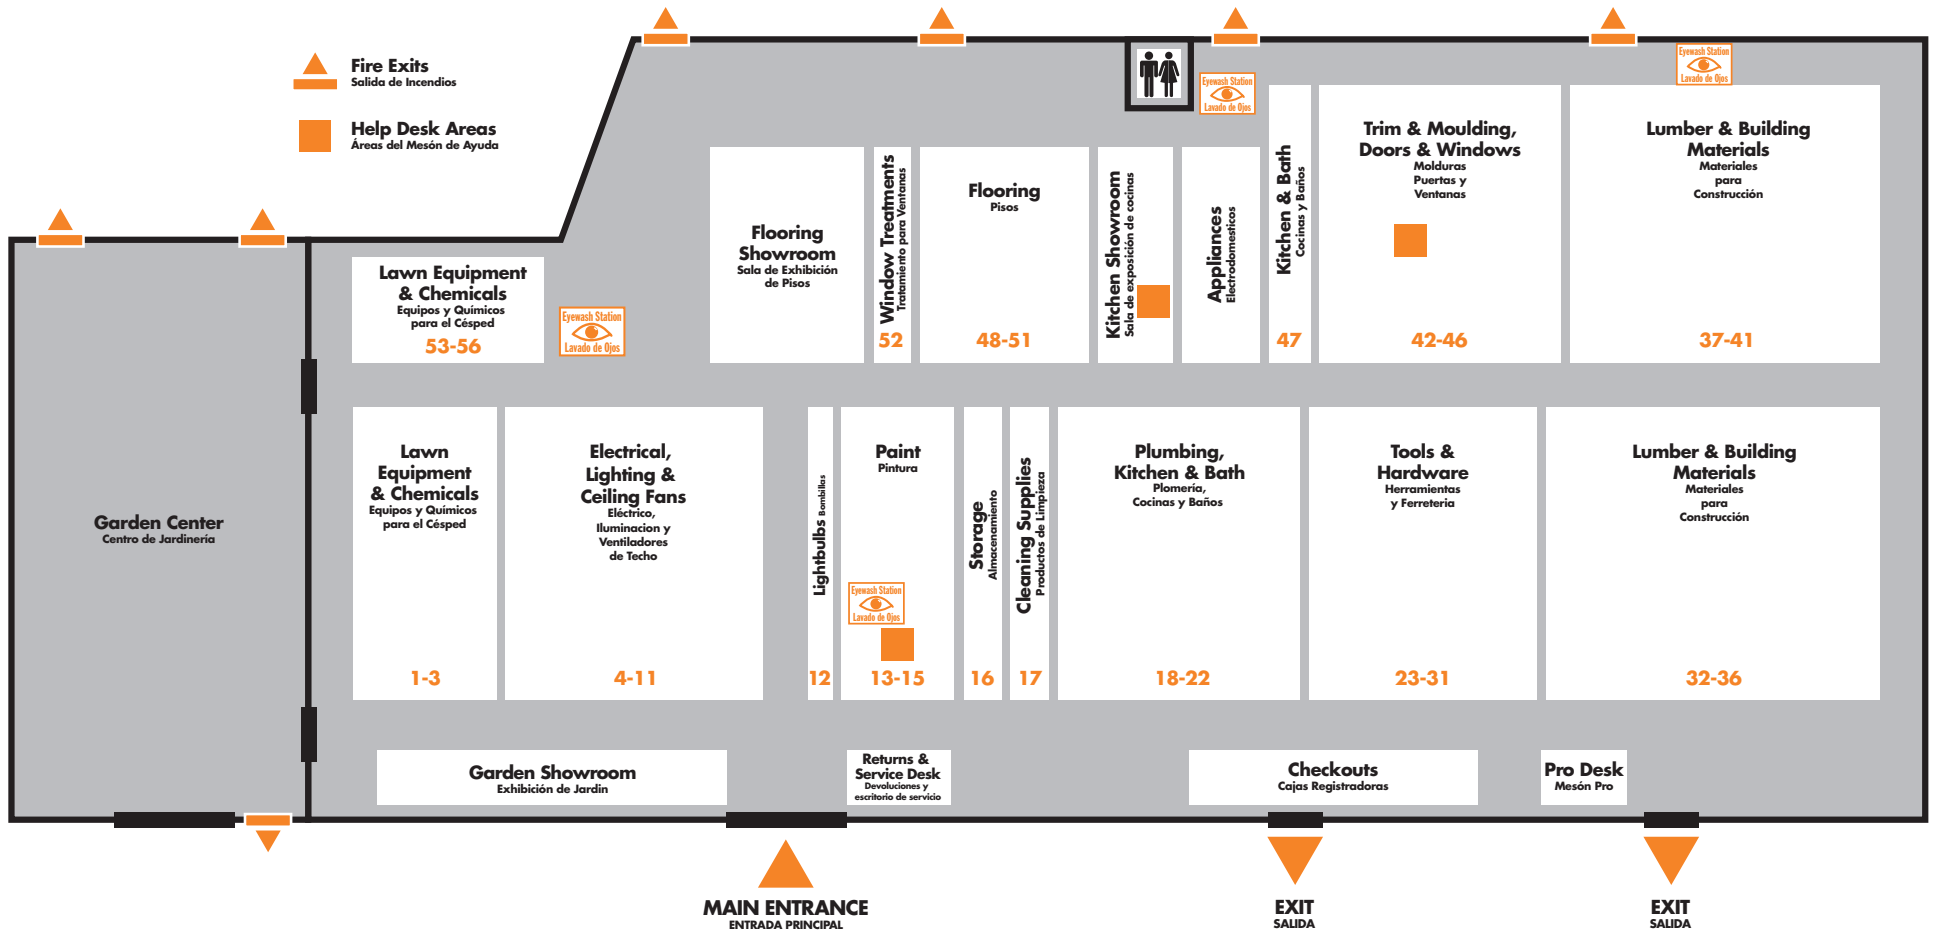 Fire Exits
Salida de Incendios
Help Desk Areas
Áreas del Mesón de Ayuda
Eyewash Station
Lavado de Ojos
Eyewash Station
Lavado de Ojos
Lawn Equipment
& Chemicals
Equipos y Químicos
para el Césped
53-56
Eyewash Station
Lavado de Ojos
Flooring
Showroom
Sala de Exhibición
de Pisos
Window Treatments
Tratamiento para Ventanas
52
Flooring
Pisos
48-51
Kitchen Showroom
Sala de exposición de cocinas
Appliances
Electrodomesticos
Kitchen & Bath
Cocinas y Baños
47
Trim & Moulding,
Doors & Windows
Molduras
Puertas y
Ventanas
42-46
Lumber & Building
Materials
Materiales
para
Construcción
37-41
Garden Center
Centro de Jardinería
Lawn
Equipment
& Chemicals
Equipos y Químicos
para el Césped
1-3
Electrical,
Lighting &
Ceiling Fans
Eléctrico,
Iluminacion y
Ventiladores
de Techo
4-11
Lightbulbs Bombillas
12
Paint
Pintura
Eyewash Station
Lavado de Ojos
13-15
Storage
Almacenamiento
16
Cleaning Supplies
Productos de Limpieza
17
Plumbing,
Kitchen & Bath
Plomería,
Cocinas y Baños
18-22
Tools &
Hardware
Herramientas
y Ferreteria
23-31
Lumber & Building
Materials
Materiales
para
Construcción
32-36
Garden Showroom
Exhibición de Jardin
Returns &
Service Desk
Devoluciones y
escritorio de servicio
Checkouts
Cajas Registradoras
Pro Desk
Mesón Pro
MAIN ENTRANCE
ENTRADA PRINCIPAL
EXIT
SALIDA
EXIT
SALIDA